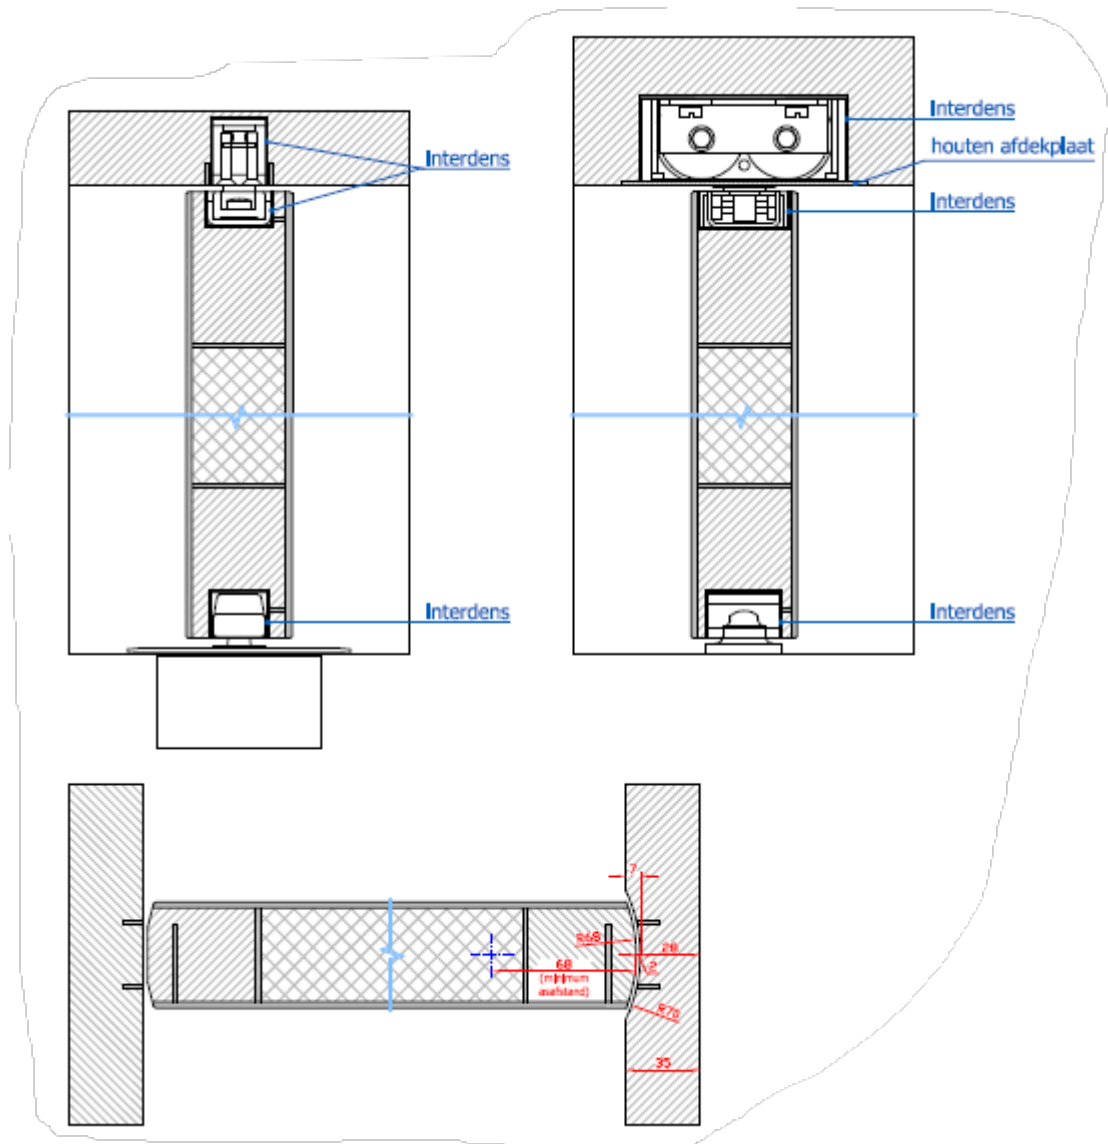 Interdens
Interdens
houten afdekplaat
Interdens
Interdens
Interdens
7
R68
28
68
2
(minimum
asafstand)
R70
35